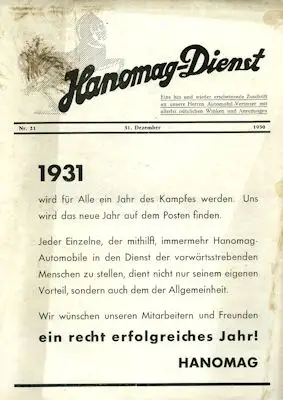 Hanomag-Dienst
Eine hin und wieder erscheinende Zuschrift
an unsere Herren Automobil-Vertreter mit
allerlei nützlichen Winken und Anregungen
Nr. 21 31. Dezember 1930
1931
wird für Alle ein Jahr des Kampfes werden. Uns
wird das neue Jahr auf dem Posten finden.
Jeder Einzelne, der mithilft, immermehr Hanomag-
Automobile in den Dienst der vorwärtsstrebenden
Menschen zu stellen, dient nicht nur seinem eigenen
Vorteil, sondern auch dem der Allgemeinheit.
Wir wünschen unseren Mitarbeitern und Freunden
ein recht erfolgreiches Jahr!
HANOMAG